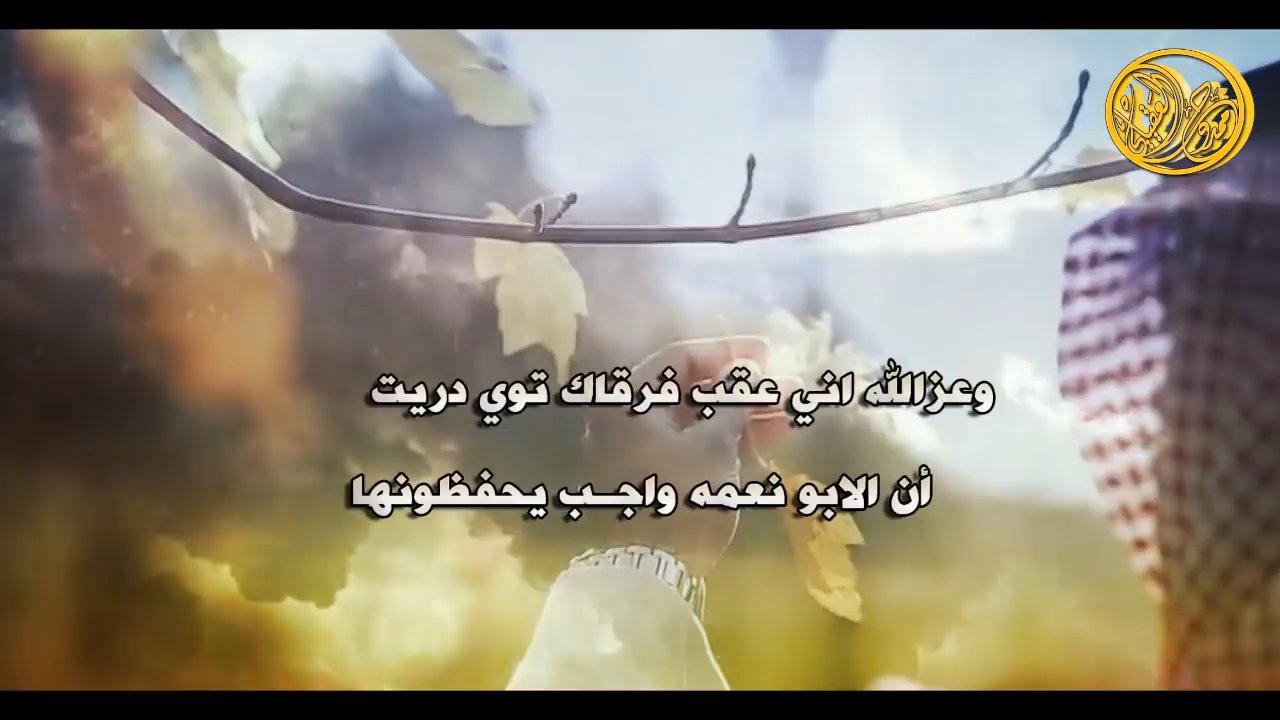 وعزالله اني عقب فرقاك توي دريت
أن الابو نعمه واجـب يحفظونها